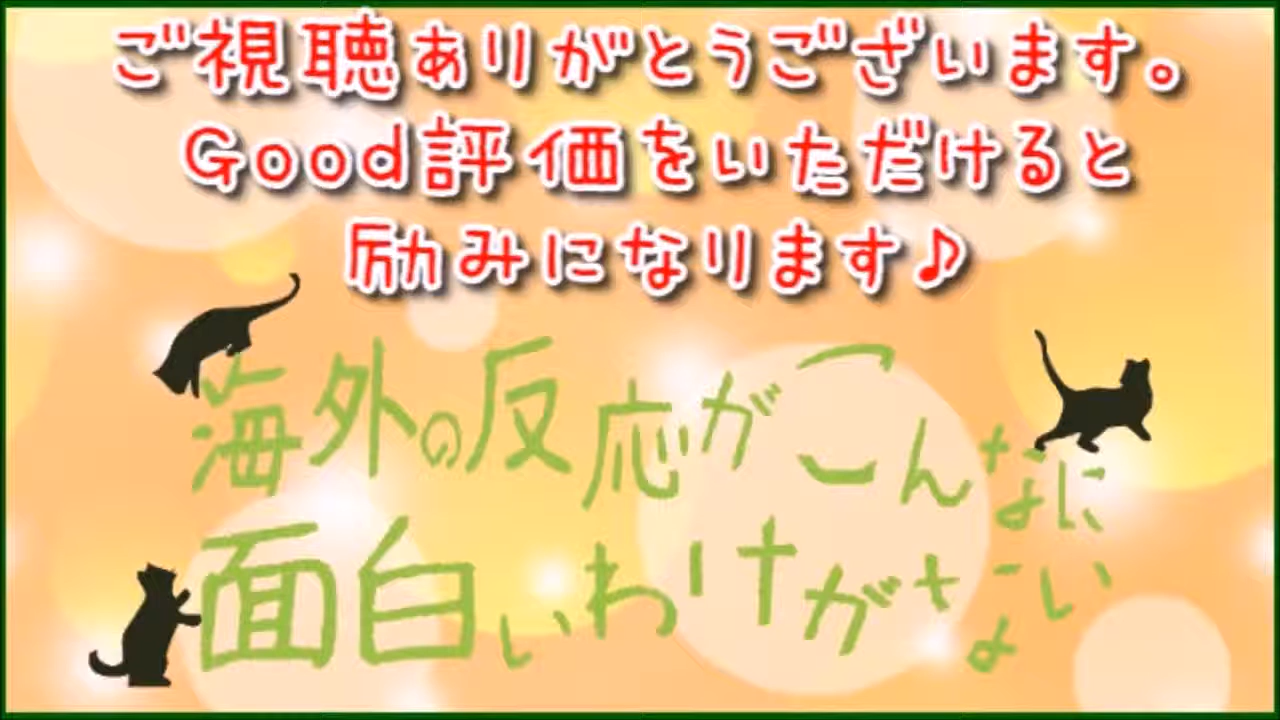 ご視聴ありがとうございます。
Good評価をいただけると
励みになります♪
海外の反応がこんなに
面白いわけがない